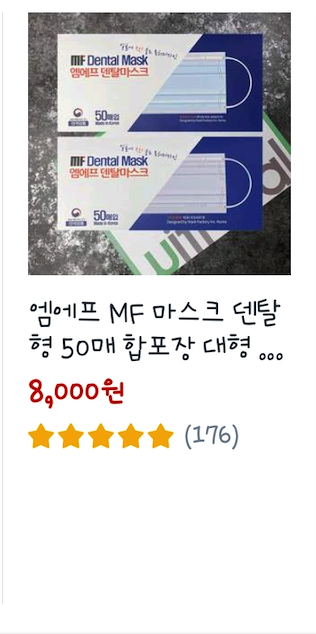 MF Dental Mask
엠에프 덴탈마스크
50매입
Made in Korea
MF Dental Mask
엠에프 덴탈마스크
50매입
Made in Korea
엠에프 MF 마스크 덴탈
형 50매 합포장 대형 ...
8,000원
(176)